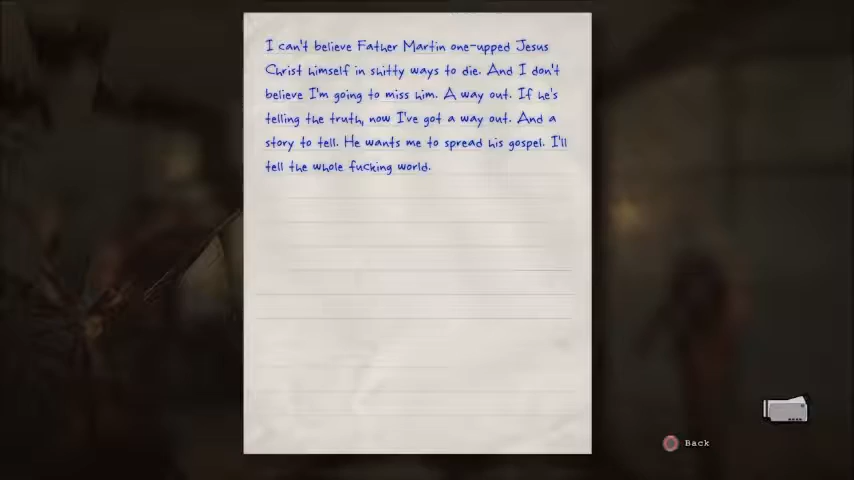 I can't believe Father Martin one-upped Jesus
Christ himself in shitty ways to die. And I don't
believe I'm going to miss him. A way out. If he's
telling the truth, now I've got a way out. And a
story to tell. He wants me to spread his gospel. I'll
tell the whole fucking world.
Back